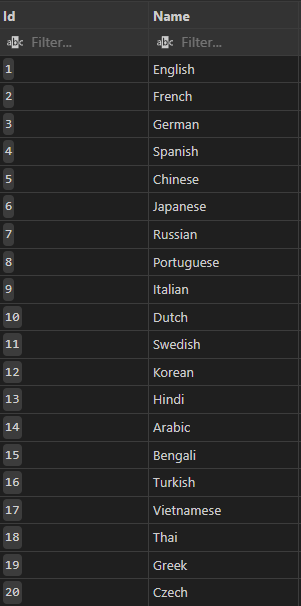 Id Name
abc Filter... abc Filter...
1 English
2 French
3 German
4 Spanish
5 Chinese
6 Japanese
7 Russian
8 Portuguese
9 Italian
10 Dutch
11 Swedish
12 Korean
13 Hindi
14 Arabic
15 Bengali
16 Turkish
17 Vietnamese
18 Thai
19 Greek
20 Czech